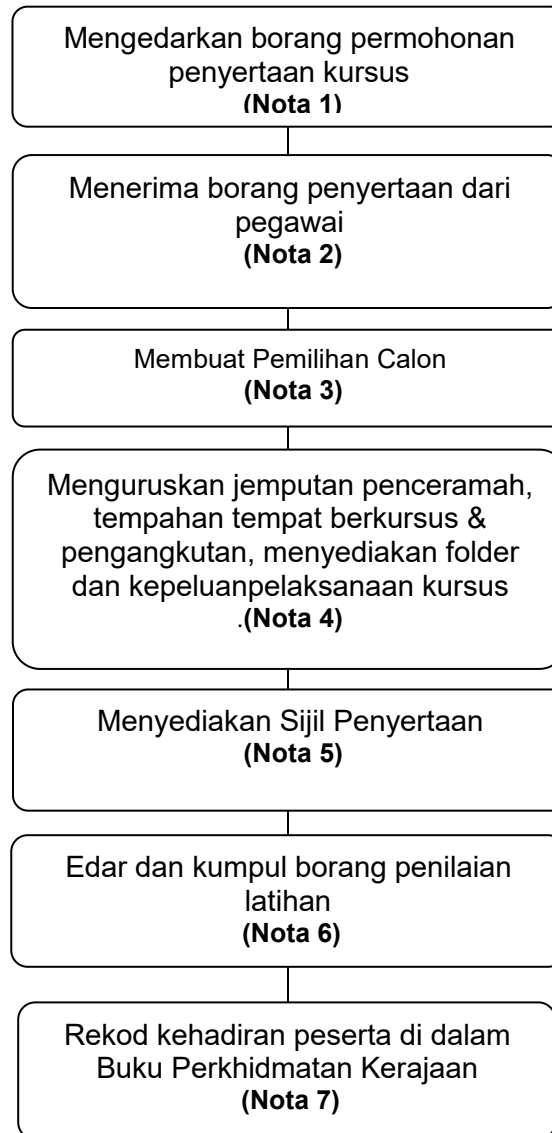 Mengedarkan borang permohonan
penyertaan kursus
(Nota 1)
Menerima borang penyertaan dari
pegawai
(Nota 2)
Membuat Pemilihan Calon
(Nota 3)
Menguruskan jemputan penceramah,
tempahan tempat berkursus &
pengangkutan, menyediakan folder
dan kepeluanpelaksanaan kursus
.(Nota 4)
Menyediakan Sijil Penyertaan
(Nota 5)
Edar dan kumpul borang penilaian
latihan
(Nota 6)
Rekod kehadiran peserta di dalam
Buku Perkhidmatan Kerajaan
(Nota 7)